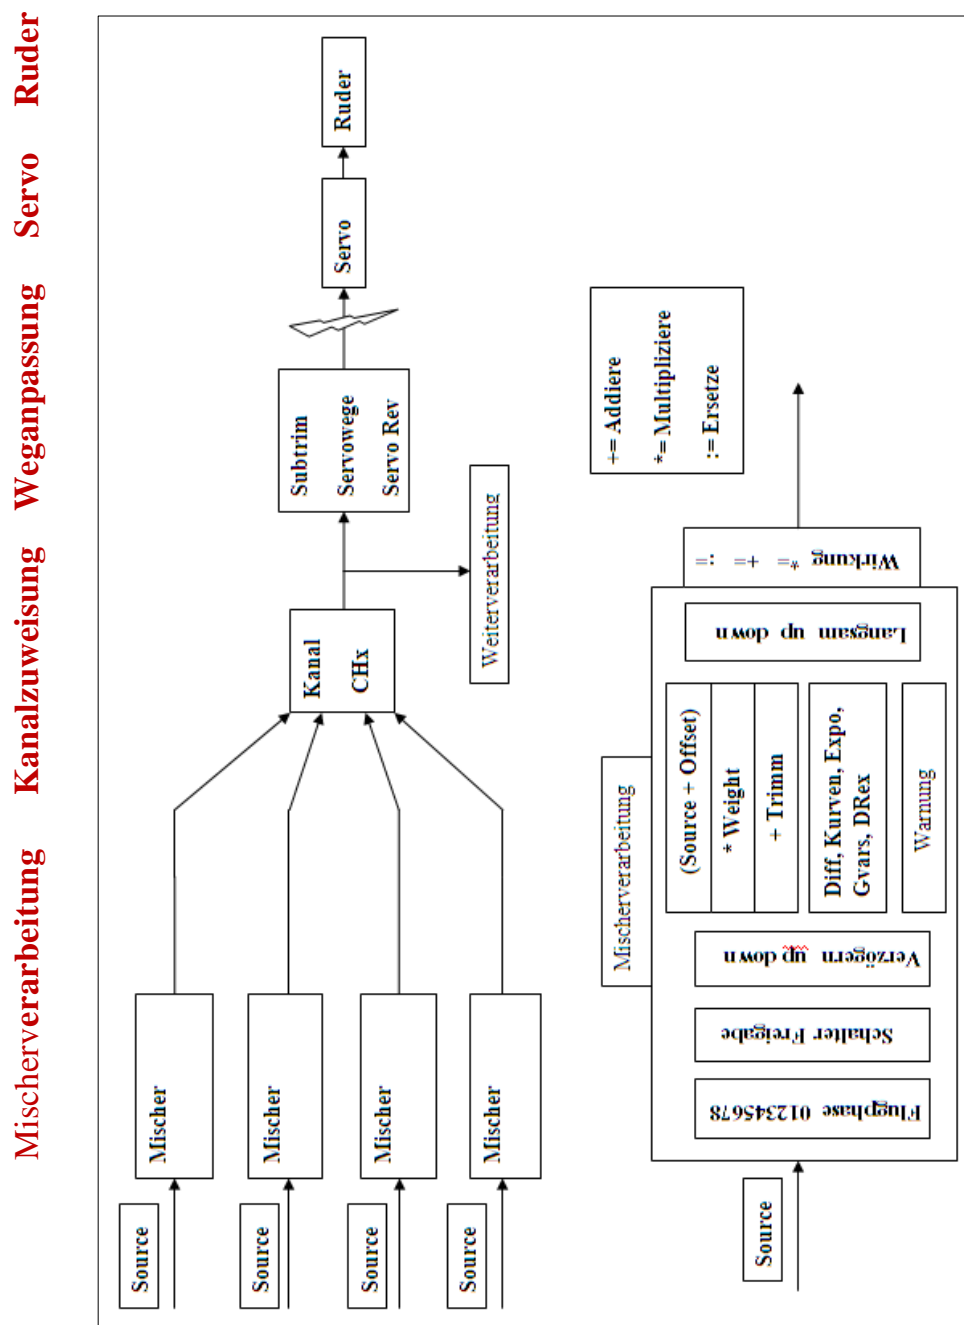 Mischerverarbeitung Kanalzuweisung Weganpassung Servo Ruder
Source
Mischer
Source
Mischer
Source
Mischer
Source
Mischer
Kanal
CHx
Weiterverarbeitung
Subtrim
Servowege
Servo Rev
Servo
Ruder
Mischerverarbeitung
Source
Flugphase 012345678
Schalter Freigabe
Verzögern up down
(Source + Offset)
* Weight
+ Trimm
Diff, Kurven, Expo,
Gvars, DRex
Warnung
Langsam up down
Wirkung *= += :=
+= Addiere
*= Multipliziere
:= Ersetze